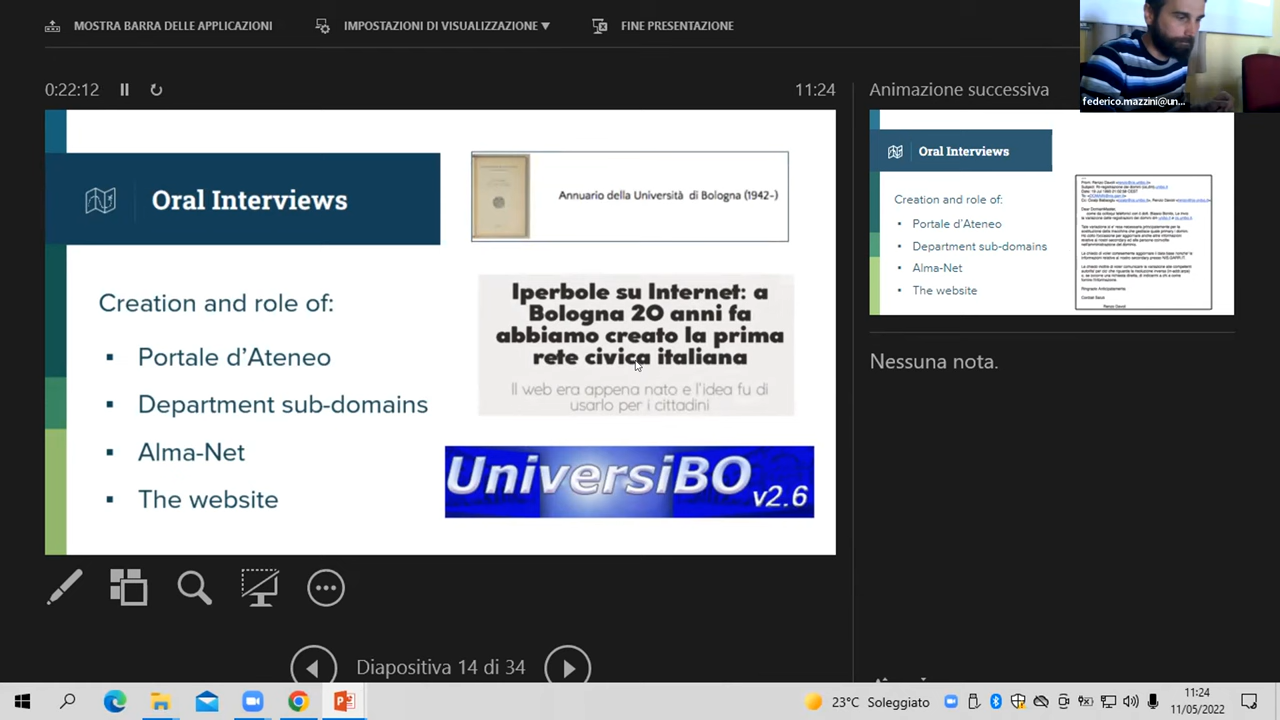 MOSTRA BARRA DELLE APPLICAZIONI
IMPOSTAZIONI DI VISUALIZZAZIONE ▼
FINE PRESENTAZIONE
federico.mazzini@un...
0:22:12
11:24
Oral Interviews
Annuario della Università di Bologna (1942-)
Creation and role of:
▪ Portale d'Ateneo
▪ Department sub-domains
▪ Alma-Net
▪ The website
Iperbole su Internet: a
Bologna 20 anni fa
abbiamo creato la prima
rete civica italiana
Il web era appena nato e l'idea fu di
usarlo per i cittadini
UniversiBO v2.6
Animazione successiva
Oral Interviews
Creation and role of:
Portale d'Ateneo
• Department sub-domains
• Alma-Net
• The website
Nessuna nota.
Diapositiva 14 di 34
23°C Soleggiato
11:24
11/05/2022